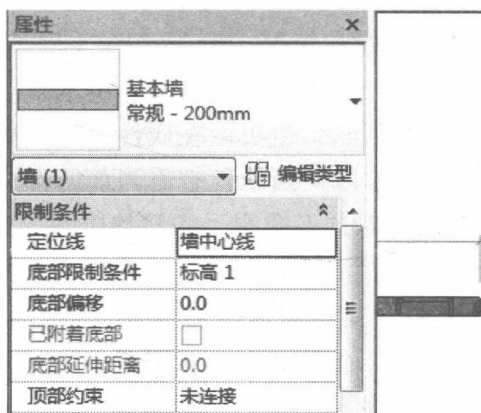 属性
基本墙
常规 - 200mm
墙 (1)
编辑类型
限制条件
定位线 墙中心线
底部限制条件 标高 1
底部偏移 0.0
已附着底部
底部延伸距离 0.0
顶部约束 未连接